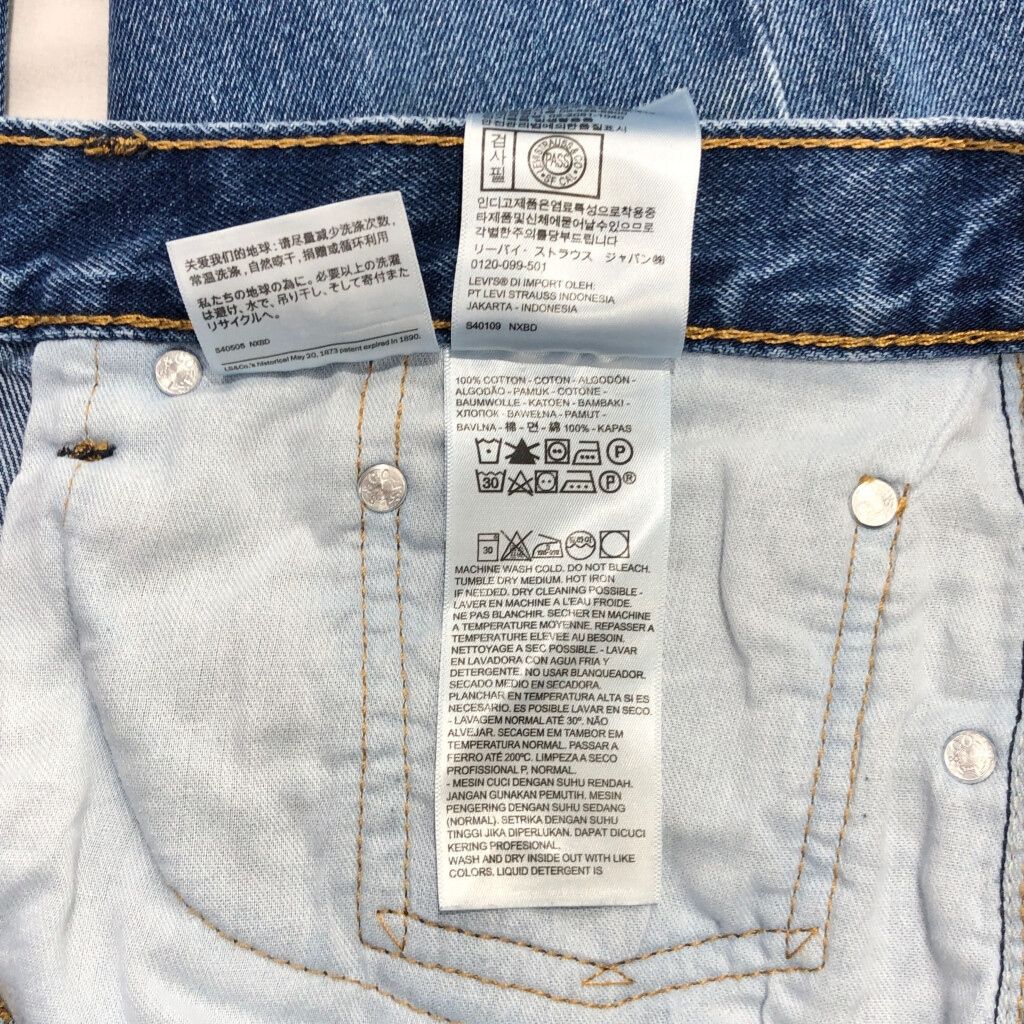 关爱我们的地球:请尽量减少洗涤次数,
常温洗涤,自然晾干,捐赠或循环利用
私たちの地球の為に。必要以上の洗濯
は避け、水で、吊り干し、そして寄付また
はリサイクルへ。
S40505 NXBD
LS&Co.'s historical May 20, 1873 patent expired in 1890.
검사필
LEVI STRAUSS & CO.
PASS
SF CAL
인디고제품은염료특성으로착용중
타제품및신체에묻어날수있으므로
각별한주의를당부드립니다
リーバイ・ストラウス ジャパン㈱
0120-099-501
LEVI'S® DI IMPORT OLEH:
PT LEVI STRAUSS INDONESIA
JAKARTA - INDONESIA
S40109 NXBD
100% COTTON - COTON - ALGODÓN -
ALGODÃO - PAMUK - COTONE -
BAUMWOLLE - KATOEN - BAMBAKI -
ХЛОПОК - BAWEŁNA - PAMUT -
BAVLNA - 棉 - 면 - 綿 100% - KAPAS
P
30 P®
30
MACHINE WASH COLD. DO NOT BLEACH.
TUMBLE DRY MEDIUM. HOT IRON
IF NEEDED. DRY CLEANING POSSIBLE -
LAVER EN MACHINE A L'EAU FROIDE.
NE PAS BLANCHIR. SECHER EN MACHINE
A TEMPERATURE MOYENNE. REPASSER A
TEMPERATURE ELEVEE AU BESOIN.
NETTOYAGE A SEC POSSIBLE. - LAVAR
EN LAVADORA CON AGUA FRIA Y
DETERGENTE. NO USAR BLANQUEADOR.
SECADO MEDIO EN SECADORA.
PLANCHAR EN TEMPERATURA ALTA SI ES
NECESARIO. ES POSIBLE LAVAR EN SECO.
- LAVAGEM NORMAL ATÉ 30º. NÃO
ALVEJAR. SECAGEM EM TAMBOR EM
TEMPERATURA NORMAL. PASSAR A
FERRO ATÉ 200ºC. LIMPEZA A SECO
PROFISSIONAL P, NORMAL.
- MESIN CUCI DENGAN SUHU RENDAH.
JANGAN GUNAKAN PEMUTIH. MESIN
PENGERING DENGAN SUHU SEDANG
(NORMAL). SETRIKA DENGAN SUHU
TINGGI JIKA DIPERLUKAN. DAPAT DICUCI
KERING PROFESIONAL.
WASH AND DRY INSIDE OUT WITH LIKE
COLORS. LIQUID DETERGENT IS